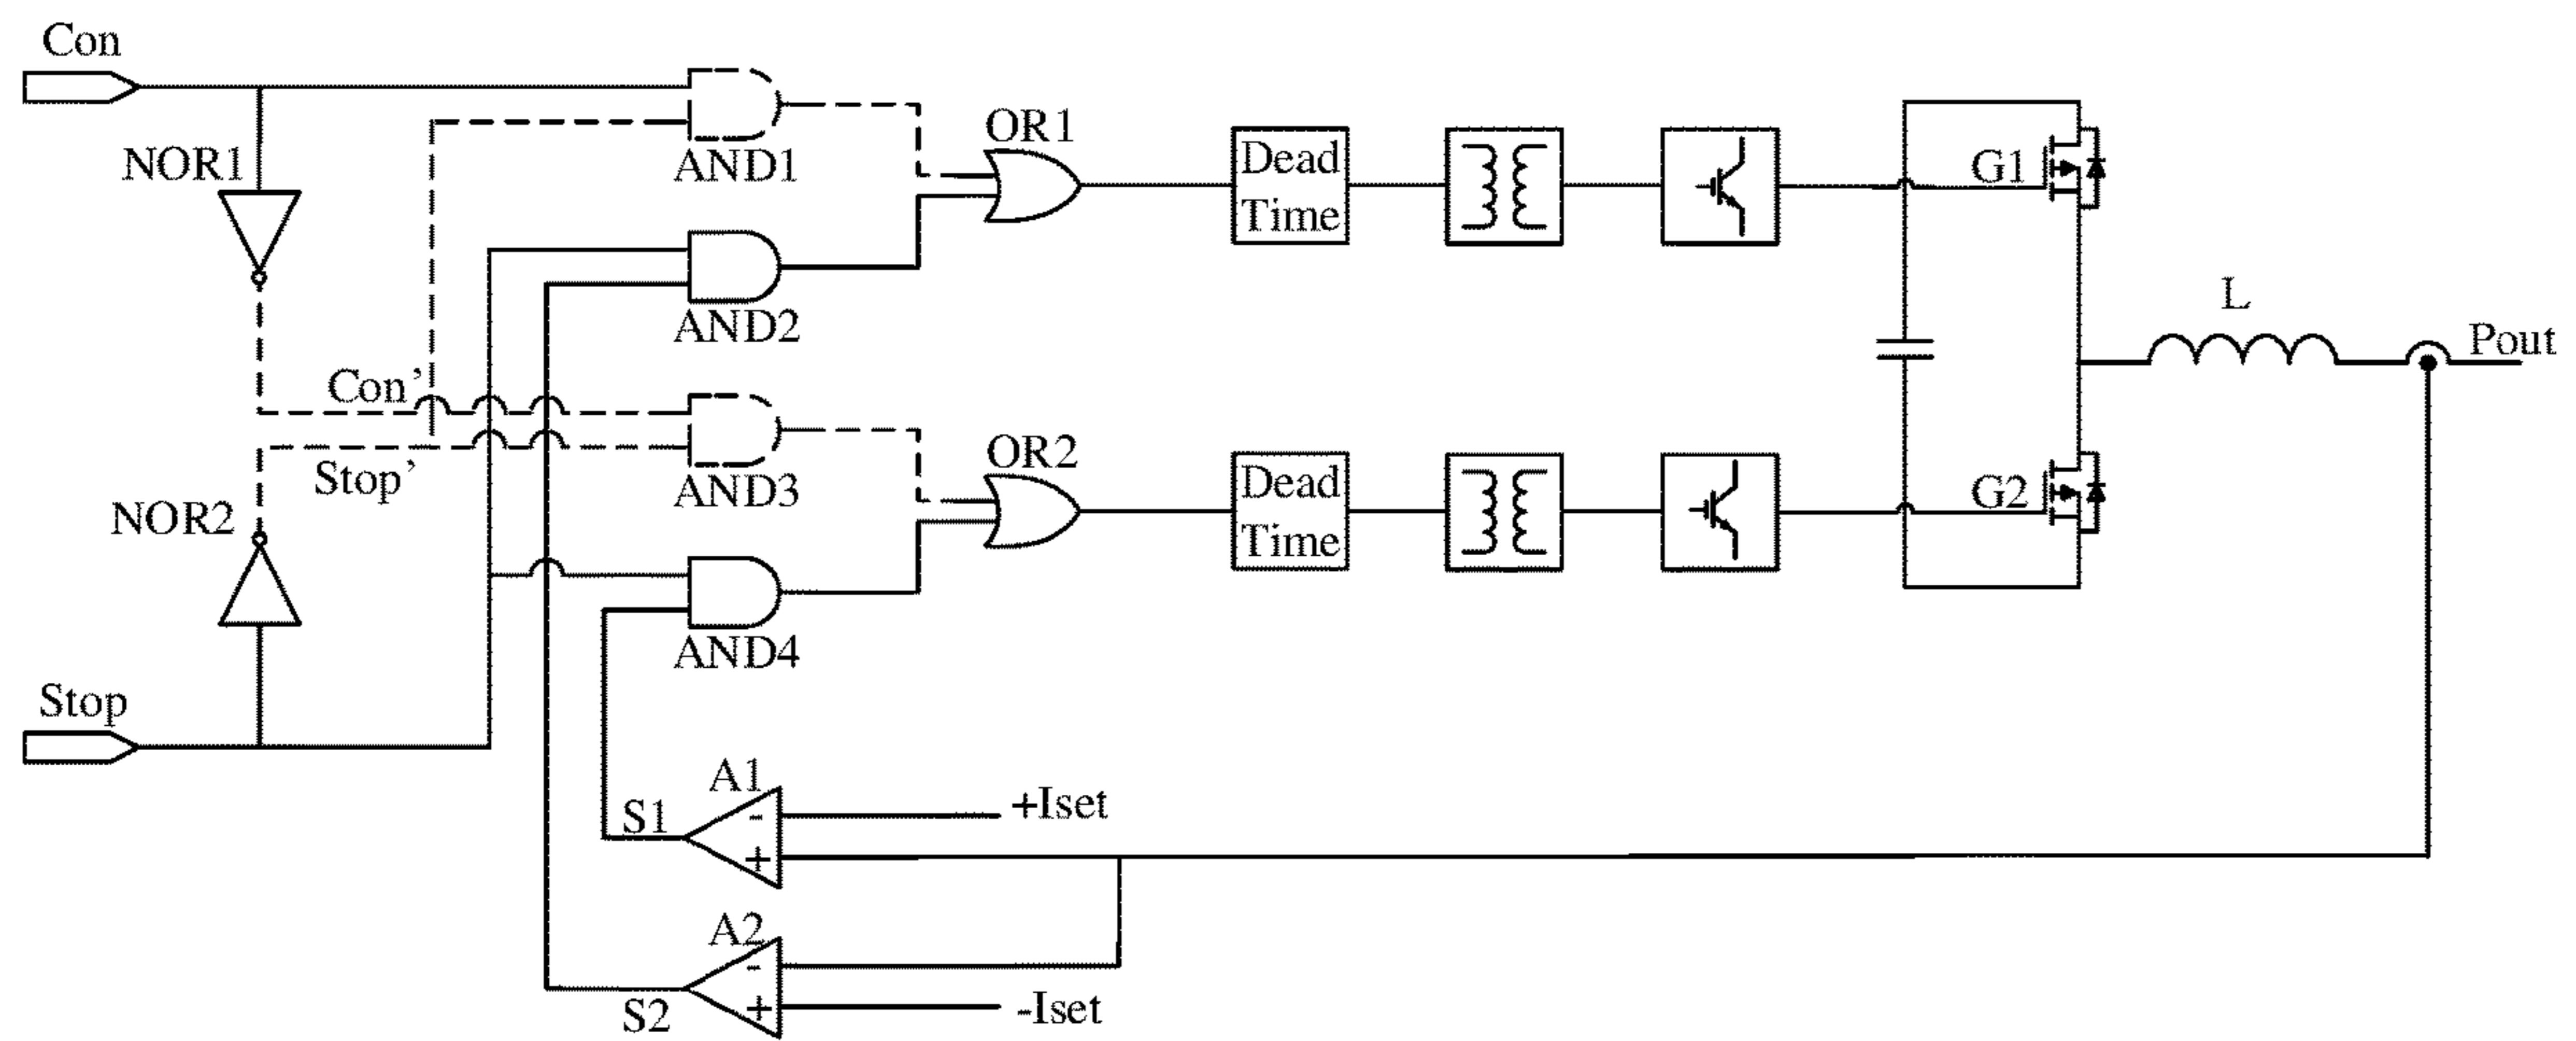 Con
NOR1
AND1
OR1
Dead
Time
G1
AND2
L
Pout
Con’
Stop’
AND3
OR2
Dead
Time
G2
NOR2
AND4
Stop
A1
S1
-
+
+Iset
A2
S2
-
+
-Iset